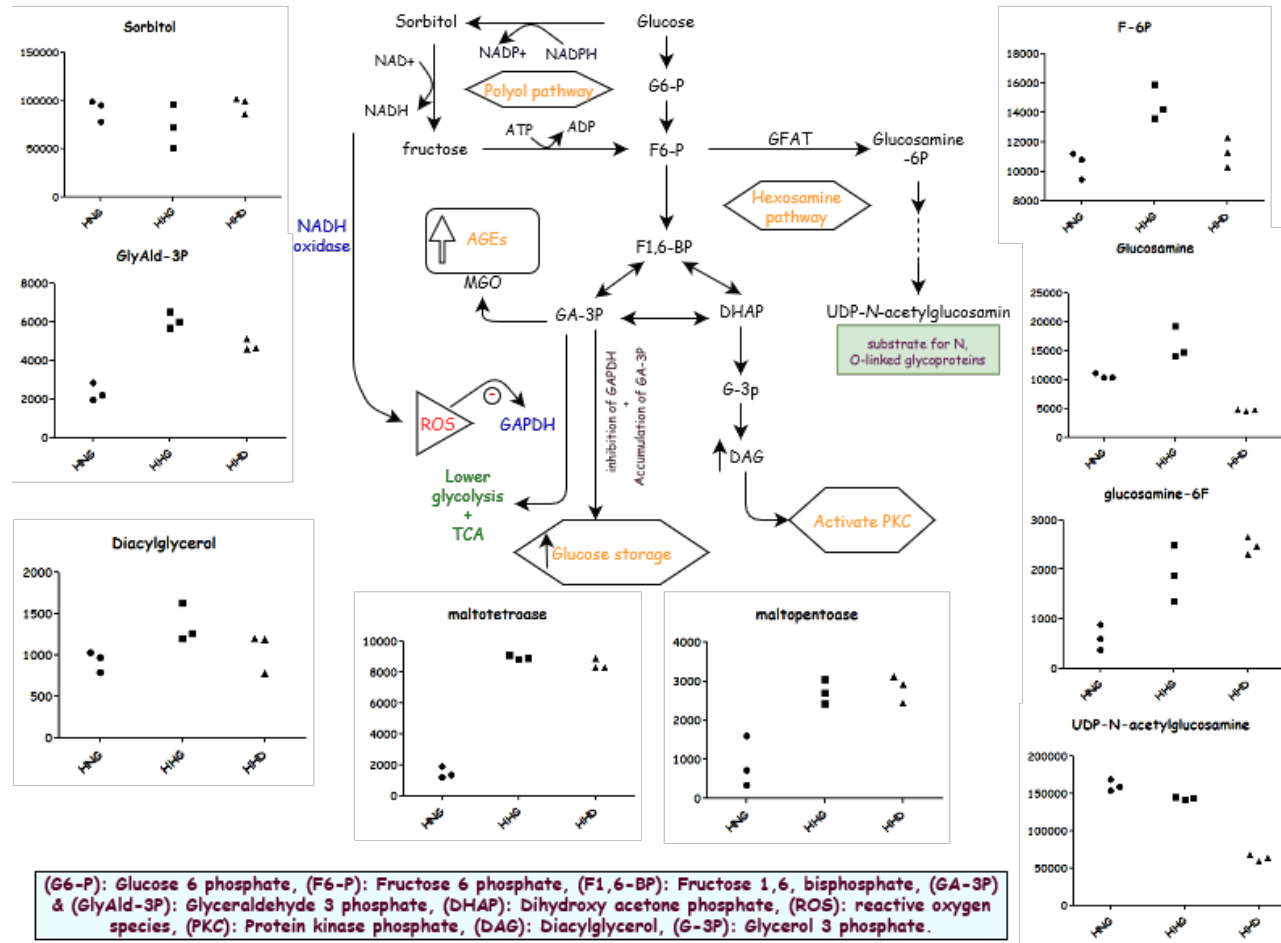 Sorbitol
150000
100000
50000
0
HNG
HHG
HHD
GlyAld-3P
8000
6000
4000
2000
0
HNG
HHG
HHD
Diacylglycerol
2000
1500
1000
500
0
HNG
HHG
HHD
Sorbitol
Glucose
NADP+
NADPH
NAD+
NADH
Polyol pathway
G6-P
fructose
ATP
ADP
F6-P
GFAT
Glucosamine
-6P
Hexosamine
pathway
NADH
oxidase
AGEs
MGO
F1,6-BP
GA-3P
DHAP
UDP-N-acetylglucosamin
substrate for N,
O-linked glycoproteins
inhibition of GAPDH
+
Accumulation of GA-3P
G-3p
ROS
-
GAPDH
DAG
Lower
glycolysis
+
TCA
Glucose storage
Activate PKC
maltotetroase
10000
8000
6000
4000
2000
0
HNG
HHG
HHD
maltopentoase
4000
3000
2000
1000
0
HNG
HHG
HHD
F-6P
18000
16000
14000
12000
10000
8000
HNG
HHG
HHD
Glucosamine
25000
20000
15000
10000
5000
0
HNG
HHG
HHD
glucosamine-6F
3000
2000
1000
0
HNG
HHG
HHD
UDP-N-acetylglucosamine
200000
150000
100000
50000
0
HNG
HHG
HHD
(G6-P): Glucose 6 phosphate, (F6-P): Fructose 6 phosphate, (F1,6-BP): Fructose 1,6, bisphosphate, (GA-3P)
& (GlyAld-3P): Glyceraldehyde 3 phosphate, (DHAP): Dihydroxy acetone phosphate, (ROS): reactive oxygen
species, (PKC): Protein kinase phosphate, (DAG): Diacylglycerol, (G-3P): Glycerol 3 phosphate.